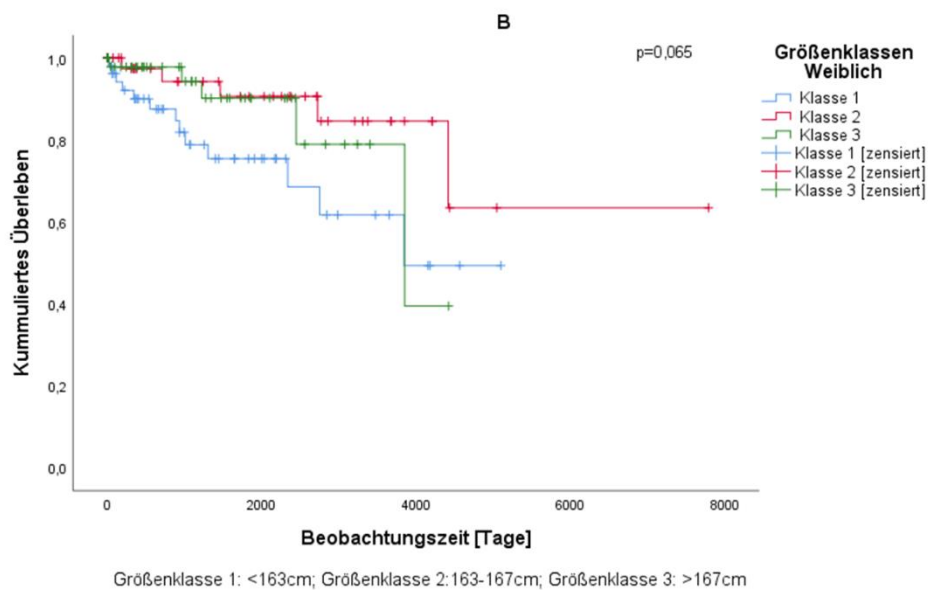 B
p=0,065
Größenklassen
Weiblich
Klasse 1
Klasse 2
Klasse 3
Klasse 1 [zensiert]
Klasse 2 [zensiert]
Klasse 3 [zensiert]
Kummuliertes Überleben
1,0
0,8
0,6
0,4
0,2
0,0
0 2000 4000 6000 8000
Beobachtungszeit [Tage]
Größenklasse 1: <163cm; Größenklasse 2:163-167cm; Größenklasse 3: >167cm